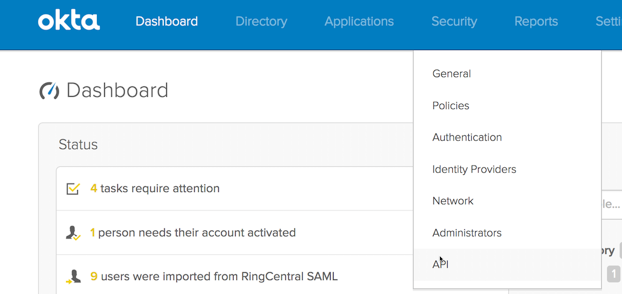 okta Dashboard Directory Applications Security Reports Setti
General
Policies
Authentication
Identity Providers
Network
Administrators
API
Dashboard
Status
4 tasks require attention
1 person needs their account activated
9 users were imported from RingCentral SAML
le...
ory
1